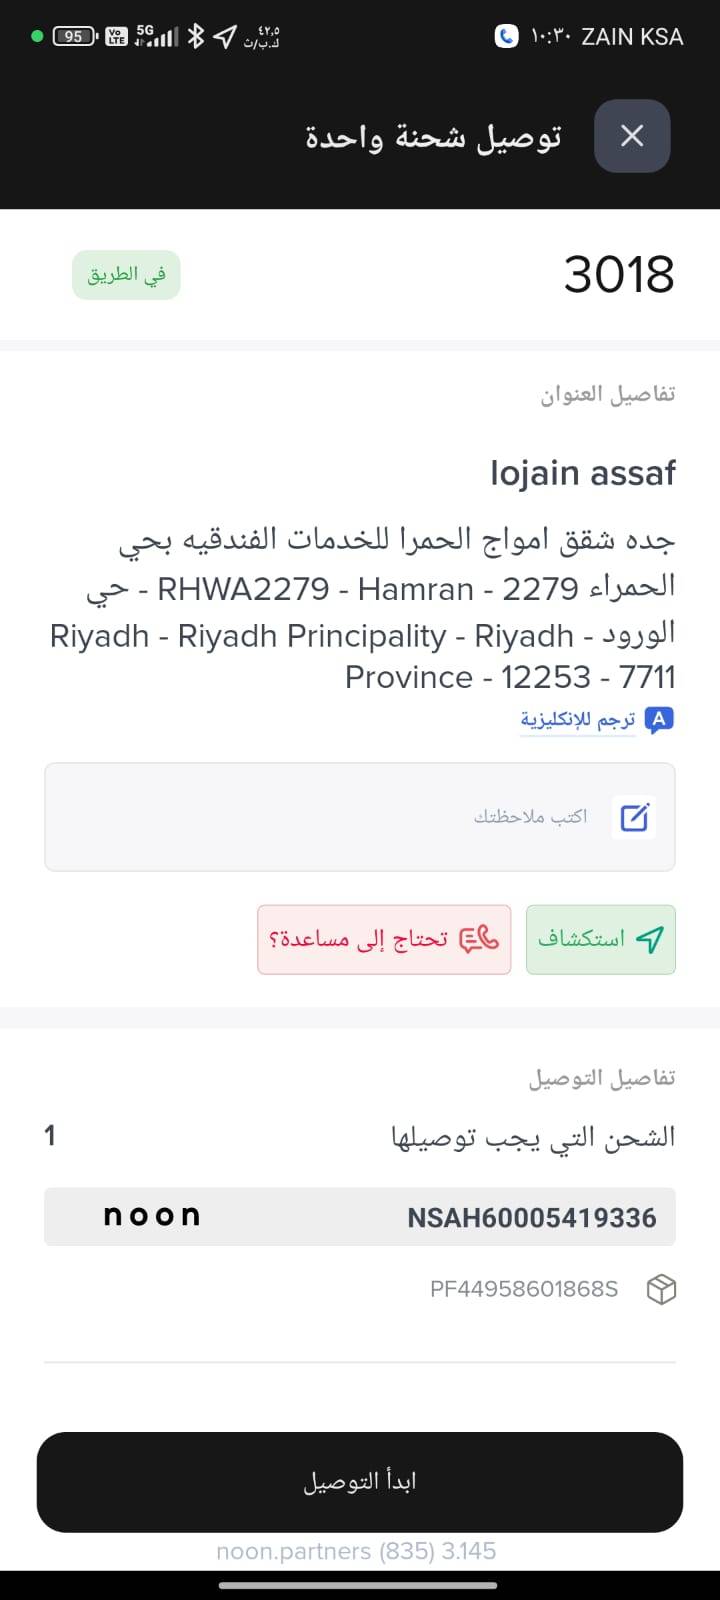 95 VoLTE 5G ٤٢,٥ ك.ب/ث ١٠:٣٠ ZAIN KSA
توصيل شحنة واحدة
3018
في الطريق
تفاصيل العنوان
lojain assaf
جده شقق امواج الحمرا للخدمات الفندقيه بحي
الحمراء RHWA2279 - Hamran - 2279 - حي
الورود - Riyadh - Riyadh Principality - Riyadh
Province - 12253 - 7711
ترجم للإنكليزية A
اكتب ملاحظتك
استكشاف
تحتاج إلى مساعدة؟
تفاصيل التوصيل
الشحن التي يجب توصيلها 1
NSAH60005419336 noon
PF44958601868S
ابدأ التوصيل
noon.partners (835) 3.145